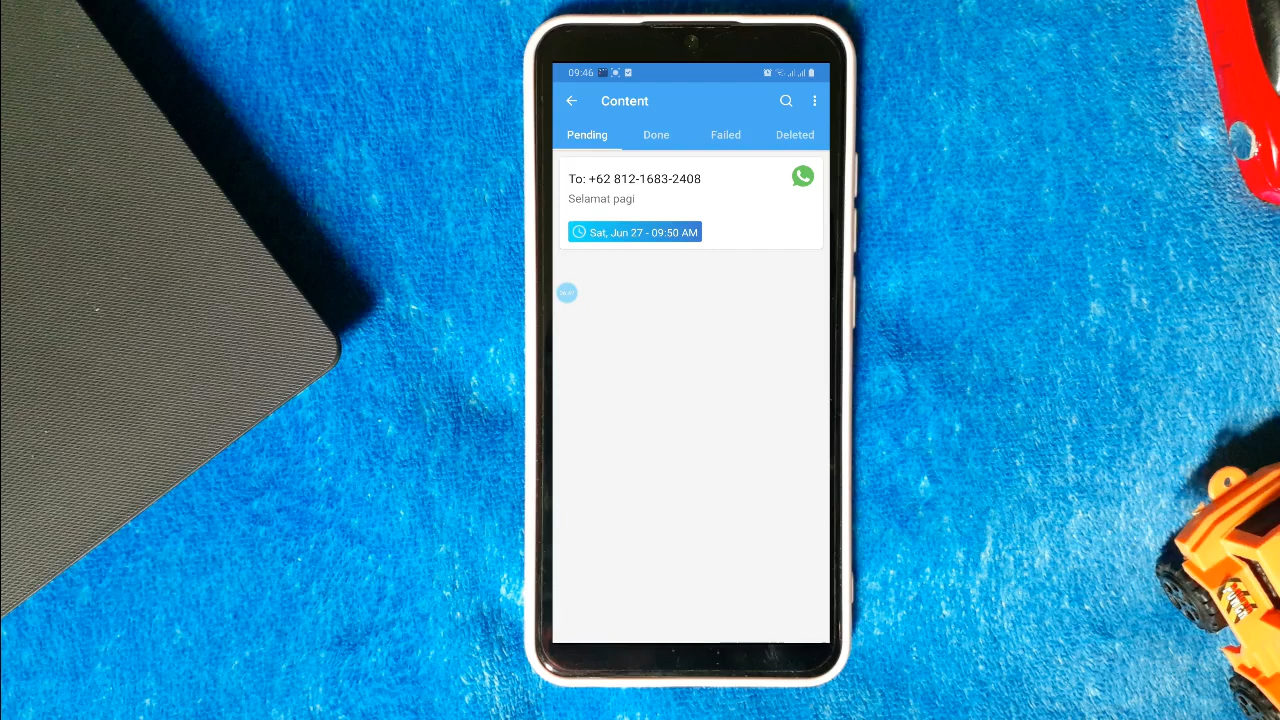 09:46
Content
Pending Done Failed Deleted
To: +62 812-1683-2408
Selamat pagi
Sat, Jun 27 - 09:50 AM